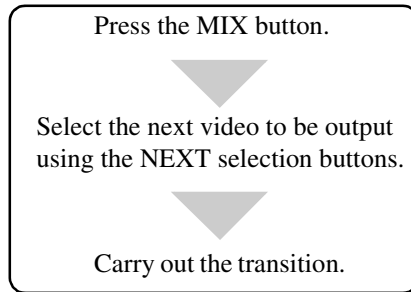 Press the MIX button.
Select the next video to be output
using the NEXT selection buttons.
Carry out the transition.